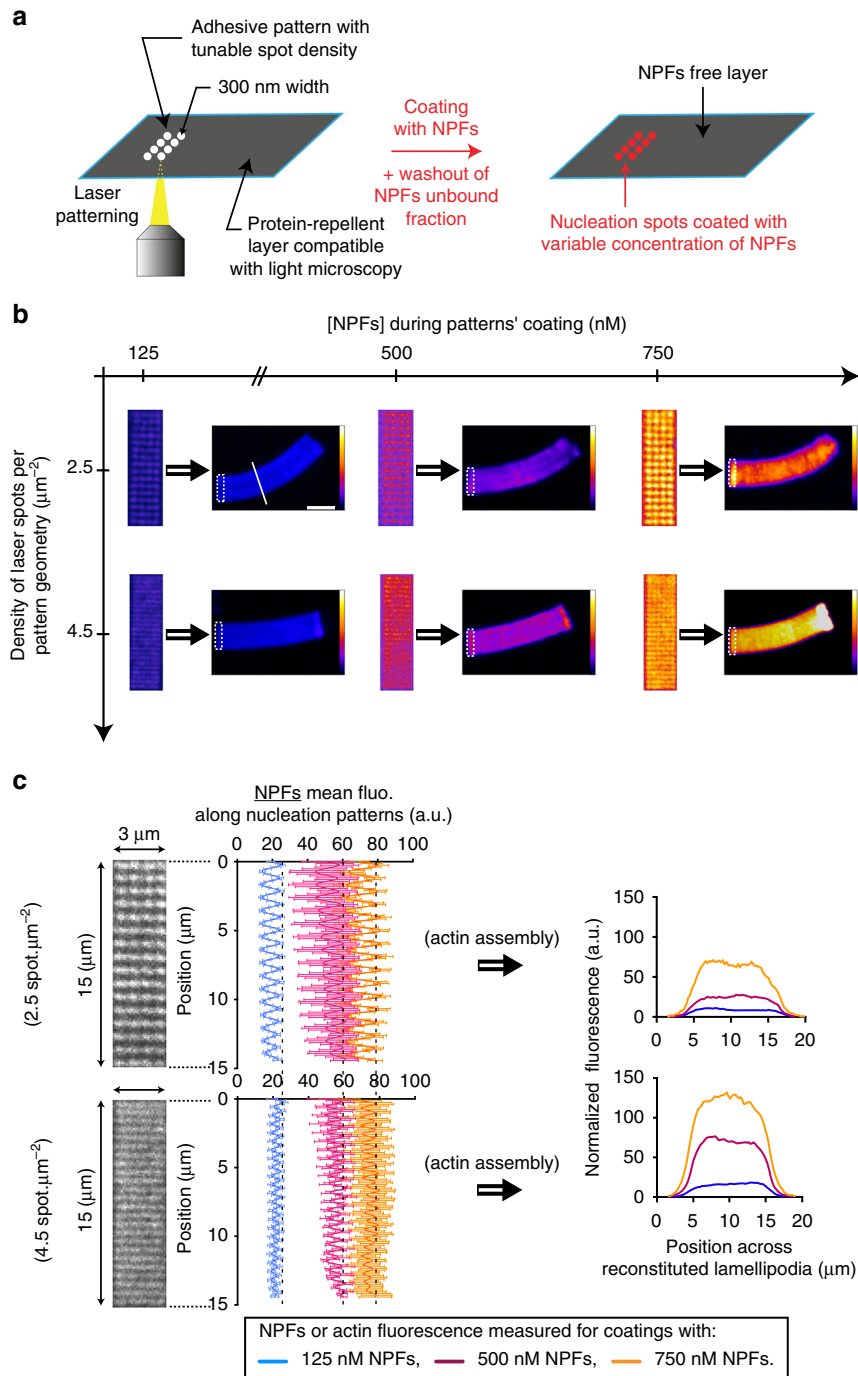 a
Adhesive pattern with
tunable spot density
300 nm width
Laser
patterning
Protein-repellent
layer compatible
with light microscopy
Coating
with NPFs
+ washout of
NPFs unbound
fraction
NPFs free layer
Nucleation spots coated with
variable concentration of NPFs
b
[NPFs] during patterns' coating (nM)
125
500
750
Density of laser spots per
pattern geometry (μm−2)
2.5
4.5
c
NPFs mean fluo.
along nucleation patterns (a.u.)
3 μm
0 20 40 60 80 100
(2.5 spot.μm−2)
15 (μm)
Position (μm)
0
5
10
15
(actin assembly)
150
100
50
0
0 5 10 15 20
0 20 40 60 80 100
(4.5 spot.μm−2)
15 (μm)
Position (μm)
0
5
10
15
(actin assembly)
Normalized fluorescence (a.u.)
150
100
50
0
0 5 10 15 20
Position across
reconstituted lamellipodia (μm)
NPFs or actin fluorescence measured for coatings with:
125 nM NPFs, 500 nM NPFs, 750 nM NPFs.